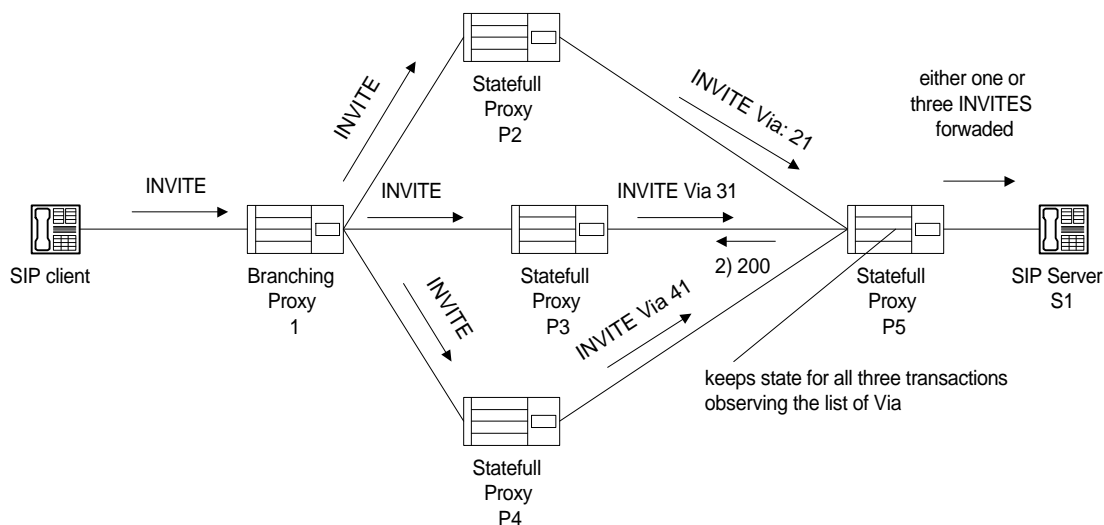 Statefull
Proxy
P2
either one or
three INVITES
forwaded
INVITE
INVITE Via: 21
INVITE
INVITE
INVITE Via 31
2) 200
SIP client
Branching
Proxy
1
Statefull
Proxy
P3
Statefull
Proxy
P5
SIP Server
S1
INVITE
INVITE Via 41
keeps state for all three transactions
observing the list of Via
Statefull
Proxy
P4